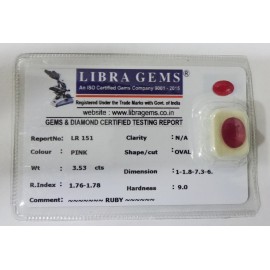 LIBRA GEMS®
An ISO Certified Gems Company 9001 - 2015
Registered Under the Trade Marks with Govt. of India
website : www.libragems.co.in
GEMS & DIAMOND CERTIFIED TESTING REPORT
ReportNo: LR 151 Clarity : N/A
Colour : PINK Shape/cut : OVAL
Wt : 3.53 cts Dimension : 1-1.8-7.3-6.
R.Index : 1.76-1.78 Hardness : 9.0
Comment ~~~~~~~ RUBY ~~~~~~